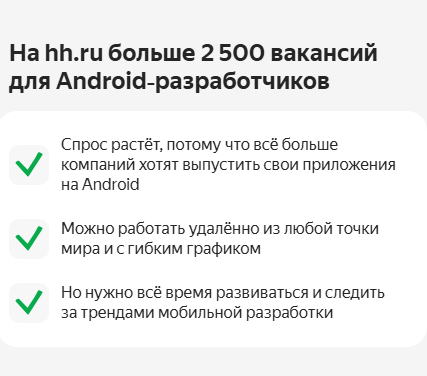 На hh.ru больше 2 500 вакансий
для Android-разработчиков
Спрос растёт, потому что всё больше
компаний хотят выпустить свои приложения
на Android
Можно работать удалённо из любой точки
мира и с гибким графиком
Но нужно всё время развиваться и следить
за трендами мобильной разработки